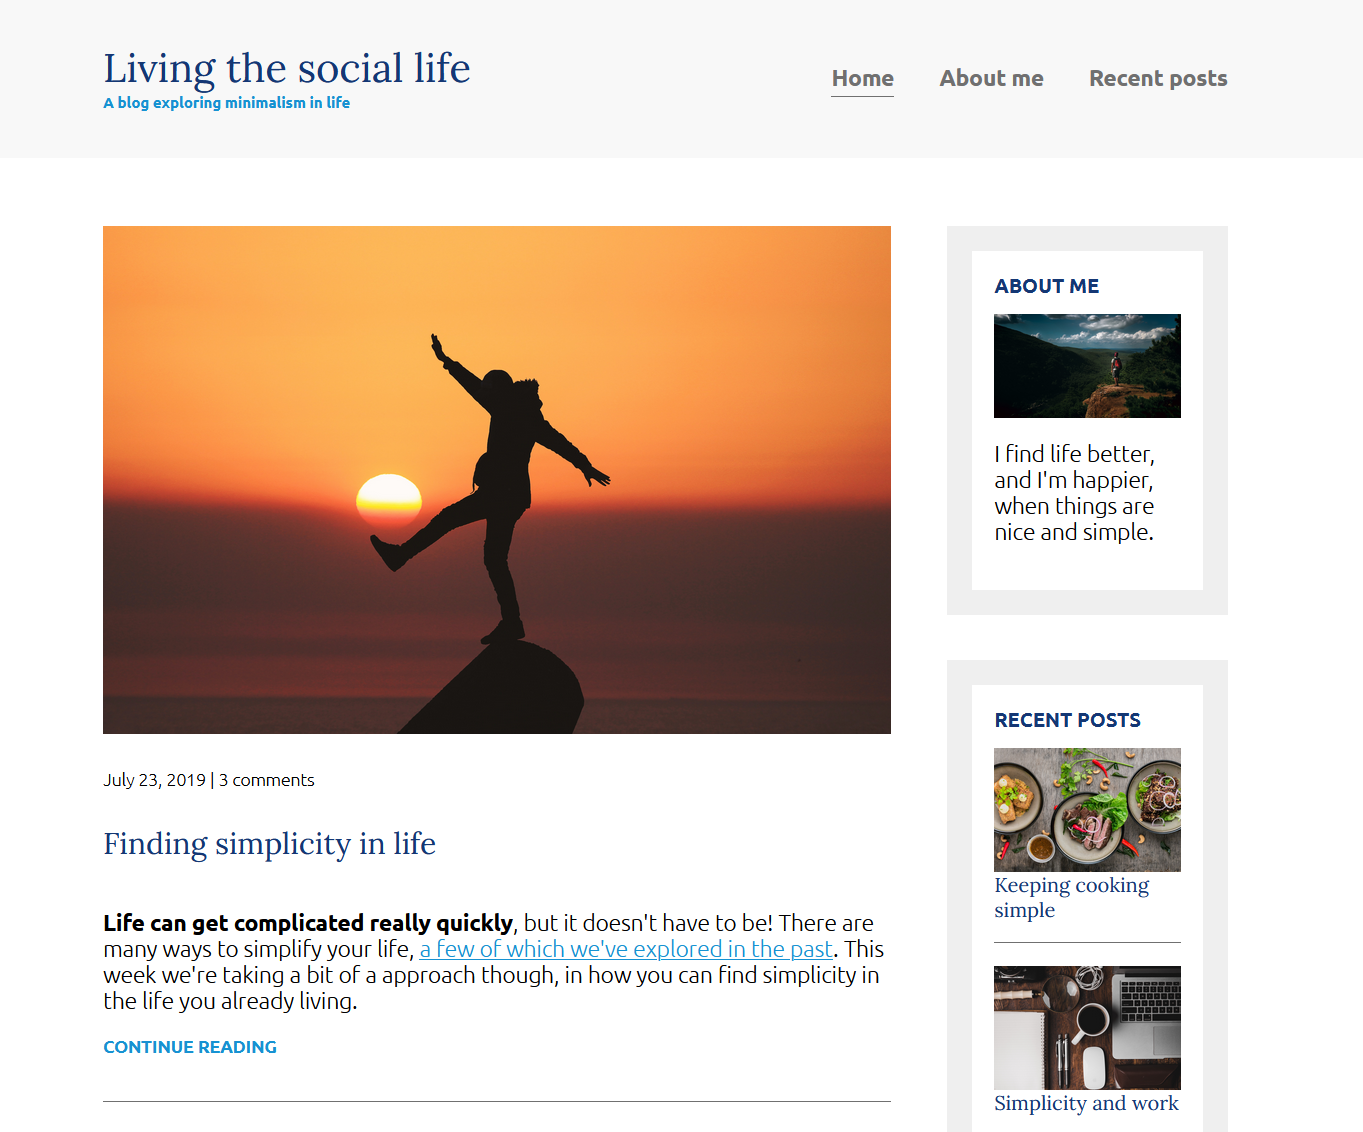 Living the social life
A blog exploring minimalism in life
Home
About me
Recent posts
July 23, 2019 | 3 comments
Finding simplicity in life
Life can get complicated really quickly, but it doesn't have to be! There are
many ways to simplify your life, a few of which we've explored in the past. This
week we're taking a bit of a approach though, in how you can find simplicity in
the life you already living.
CONTINUE READING
ABOUT ME
I find life better,
and I'm happier,
when things are
nice and simple.
RECENT POSTS
Keeping cooking
simple
Simplicity and work